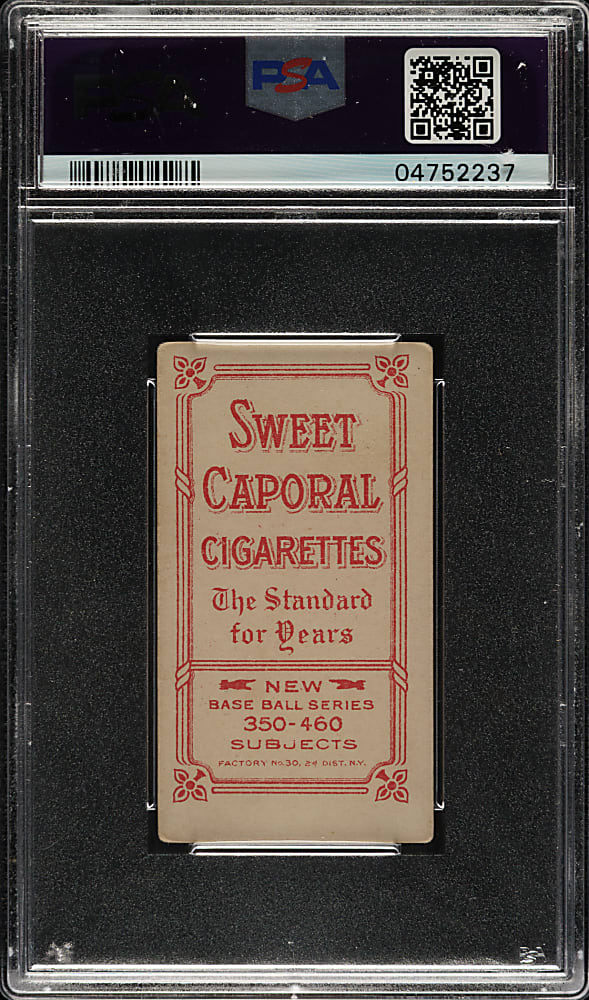 PSA
04752237
SWEET
CAPORAL
CIGARETTES
The Standard
for Years
NEW
BASE BALL SERIES
350-460
SUBJECTS
FACTORY No. 30, 2d DIST. N.Y.